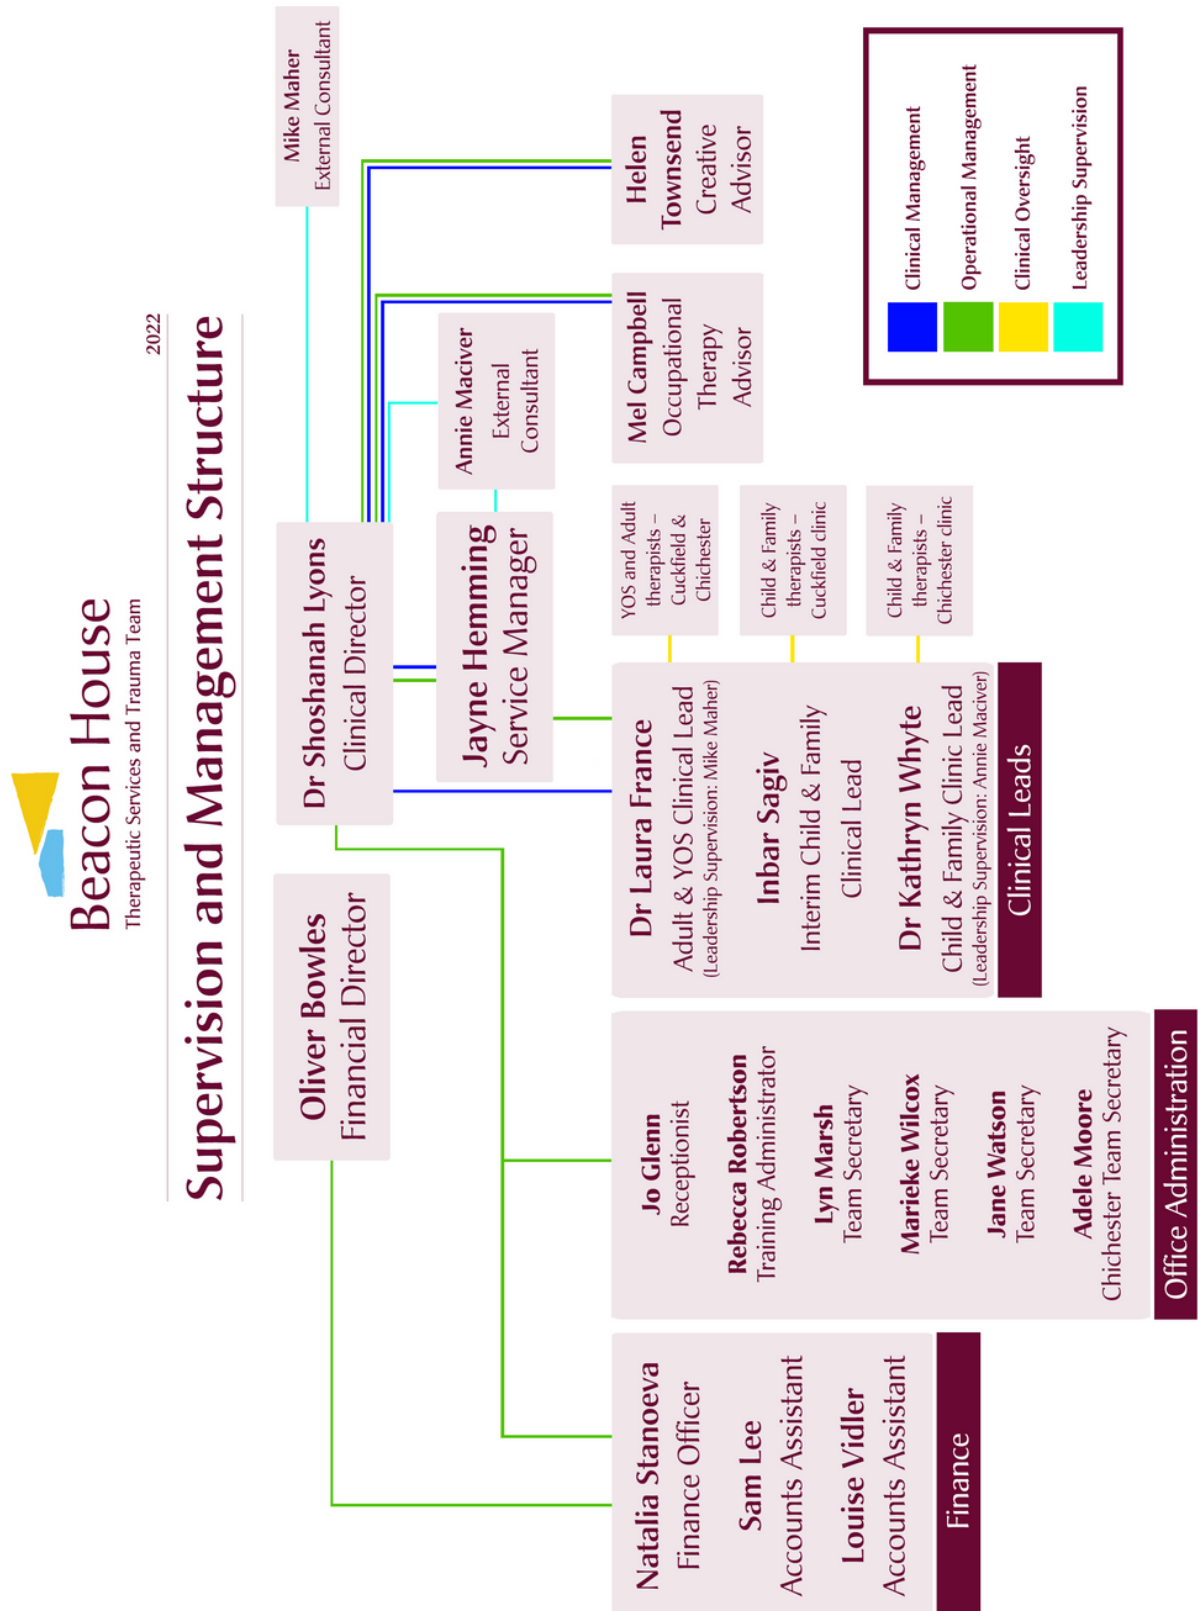 Beacon House
Therapeutic Services and Trauma Team
2022
Supervision and Management Structure
Mike Maher
External Consultant
Oliver Bowles
Financial Director
Dr Shoshanah Lyons
Clinical Director
Jayne Hemming
Service Manager
Annie Maciver
External
Consultant
Natalia Stanoeva
Finance Officer
Sam Lee
Accounts Assistant
Louise Vidler
Accounts Assistant
Finance
Jo Glenn
Receptionist
Rebecca Robertson
Training Administrator
Lyn Marsh
Team Secretary
Marieke Wilcox
Team Secretary
Jane Watson
Team Secretary
Adele Moore
Chichester Team Secretary
Office Administration
Dr Laura France
Adult & YOS Clinical Lead
(Leadership Supervision: Mike Maher)
Inbar Sagiv
Interim Child & Family
Clinical Lead
Dr Kathryn Whyte
Child & Family Clinic Lead
(Leadership Supervision: Annie Maciver)
Clinical Leads
YOS and Adult
therapists –
Cuckfield &
Chichester
Child & Family
therapists –
Cuckfield clinic
Child & Family
therapists –
Chichester clinic
Mel Campbell
Occupational
Therapy
Advisor
Helen
Townsend
Creative
Advisor
Clinical Management
Operational Management
Clinical Oversight
Leadership Supervision